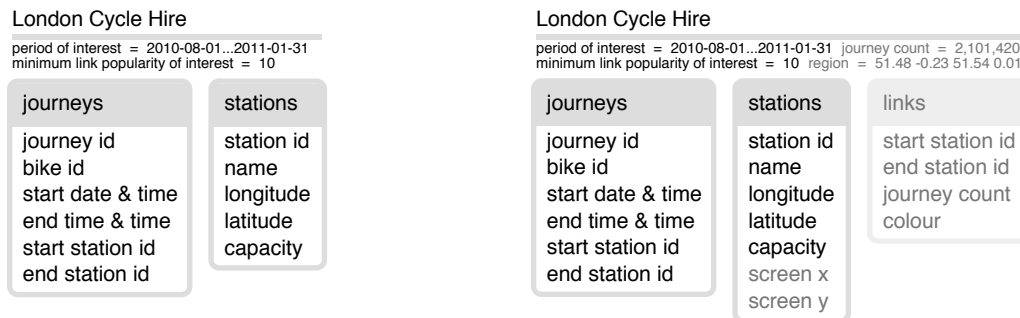 London Cycle Hire
period of interest = 2010-08-01...2011-01-31
minimum link popularity of interest = 10
journeys
journey id
bike id
start date & time
end time & time
start station id
end station id
stations
station id
name
longitude
latitude
capacity
London Cycle Hire
period of interest = 2010-08-01...2011-01-31 journey count = 2,101,420
minimum link popularity of interest = 10 region = 51.48 -0.23 51.54 0.01
journeys
journey id
bike id
start date & time
end time & time
start station id
end station id
stations
station id
name
longitude
latitude
capacity
screen x
screen y
links
start station id
end station id
journey count
colour